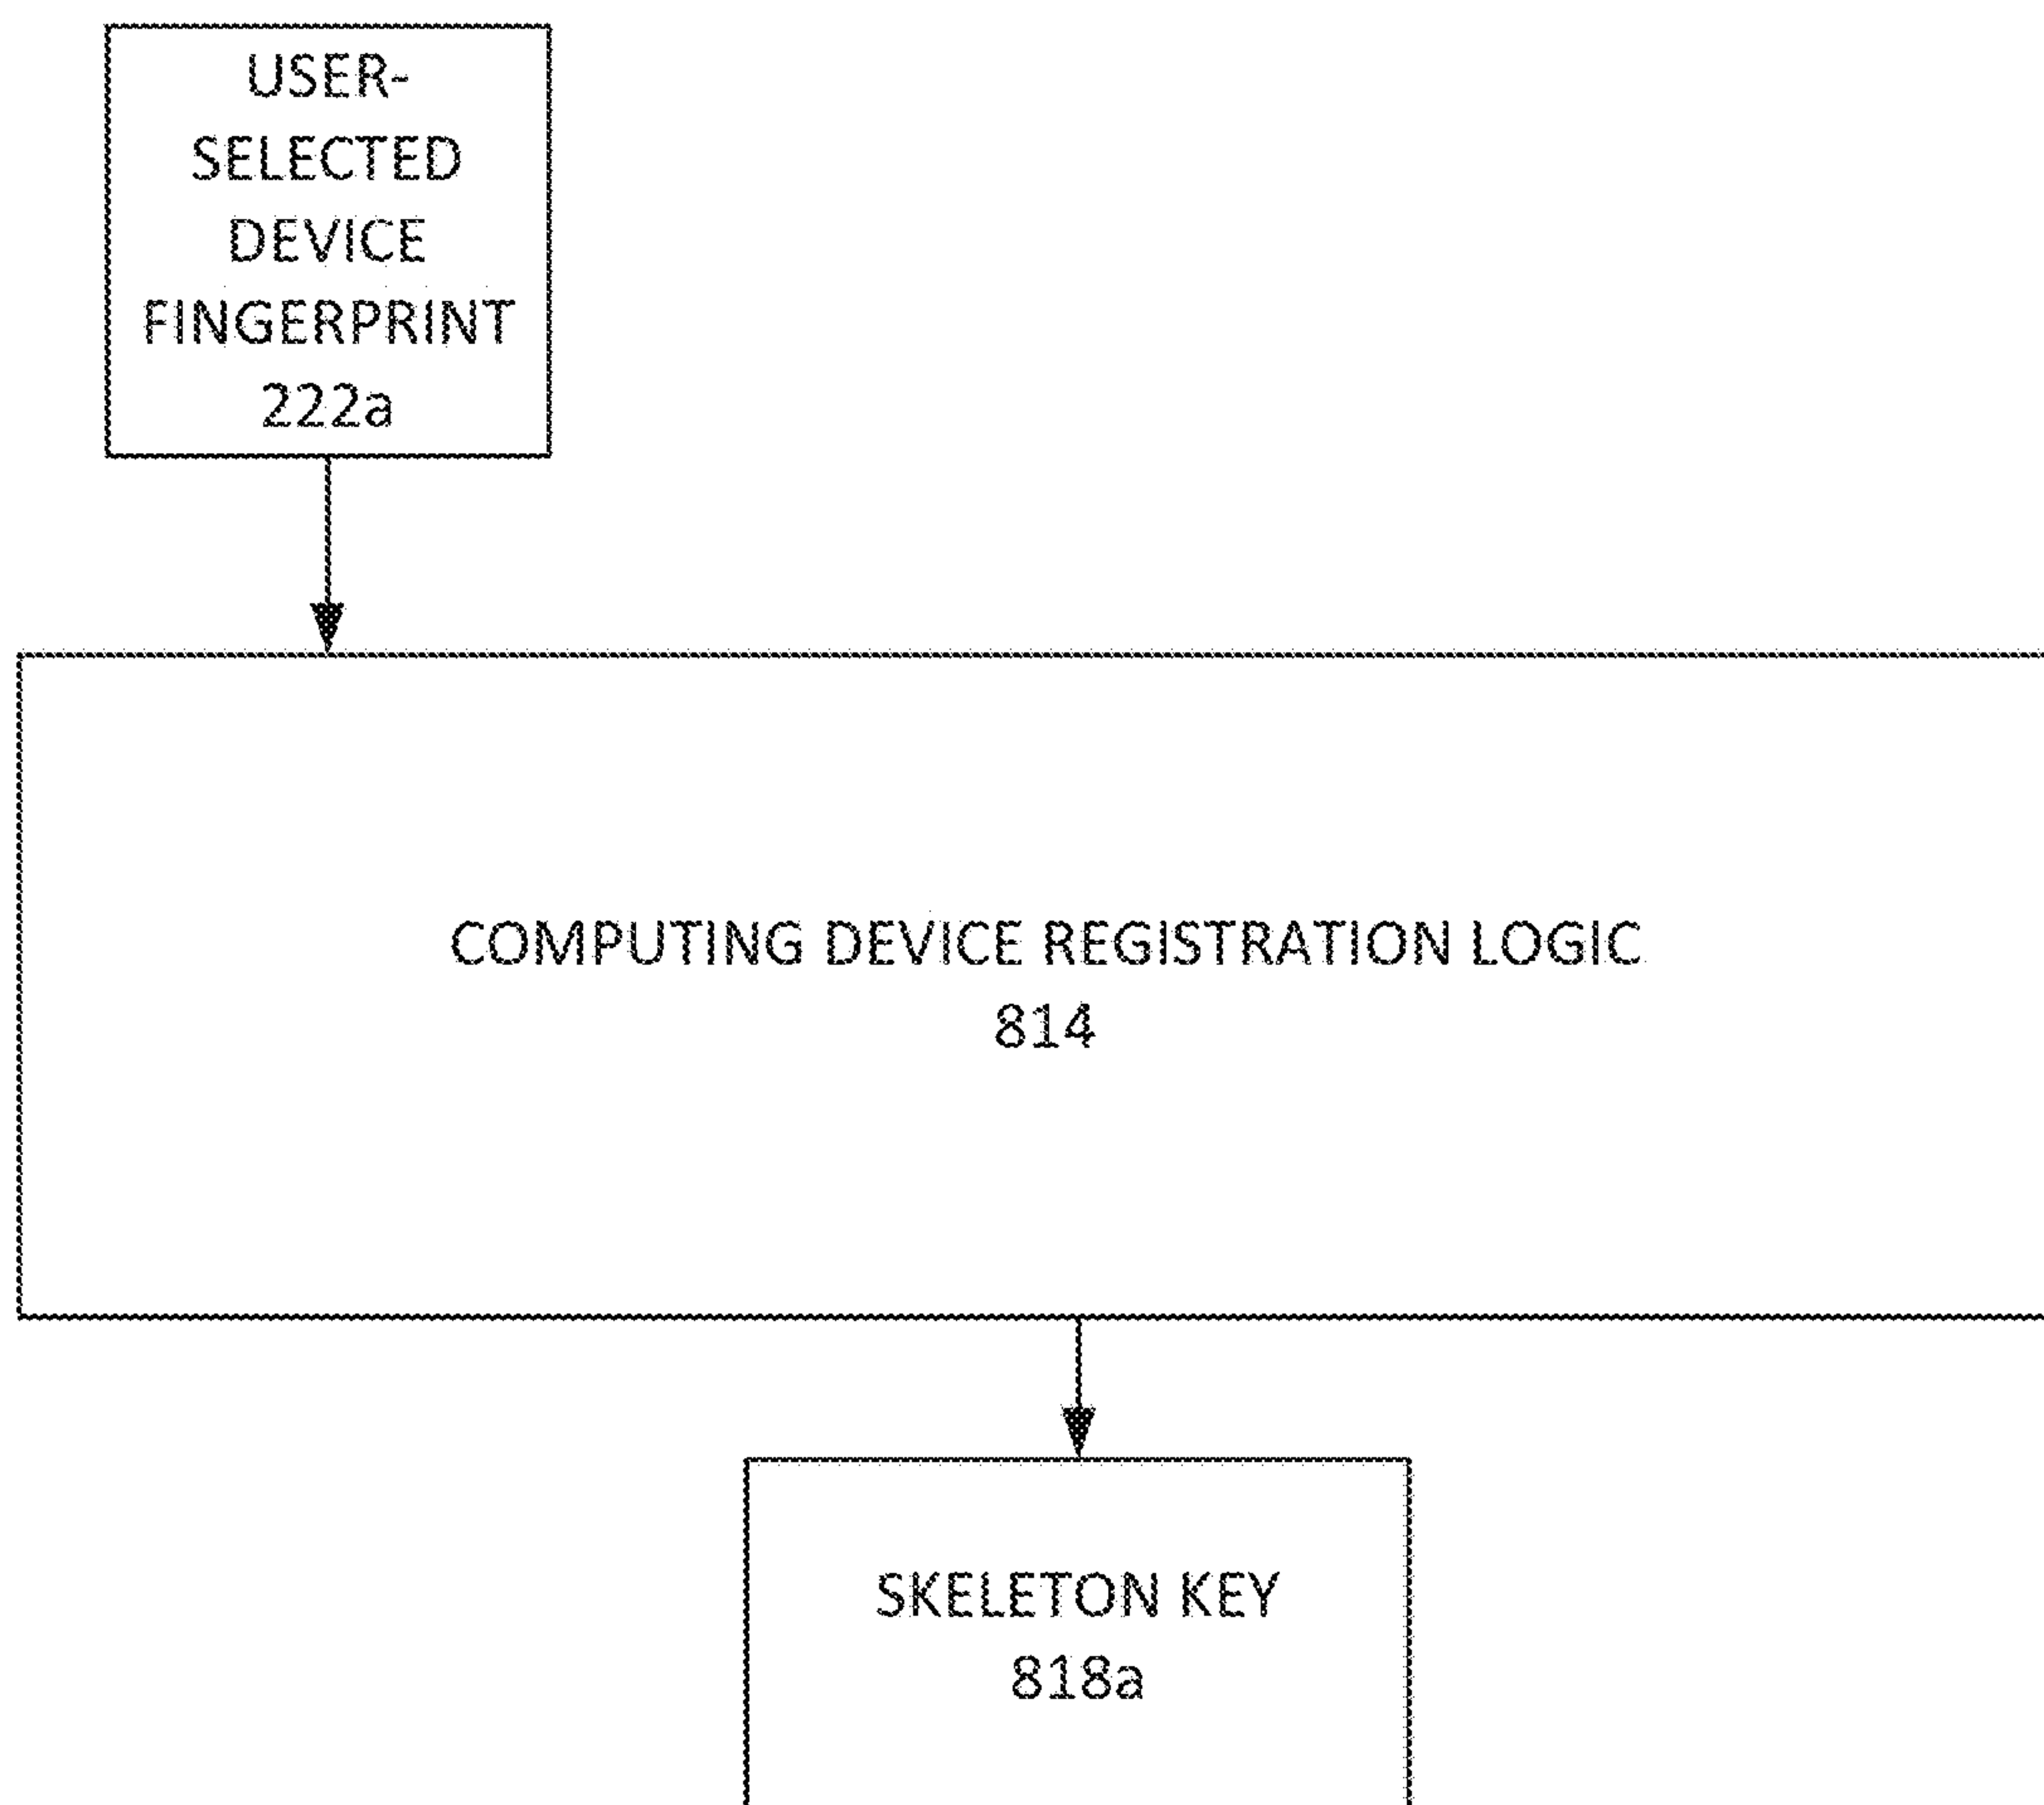 USER-
SELECTED
DEVICE
FINGERPRINT
222a
COMPUTING DEVICE REGISTRATION LOGIC
814
SKELETON KEY
818a